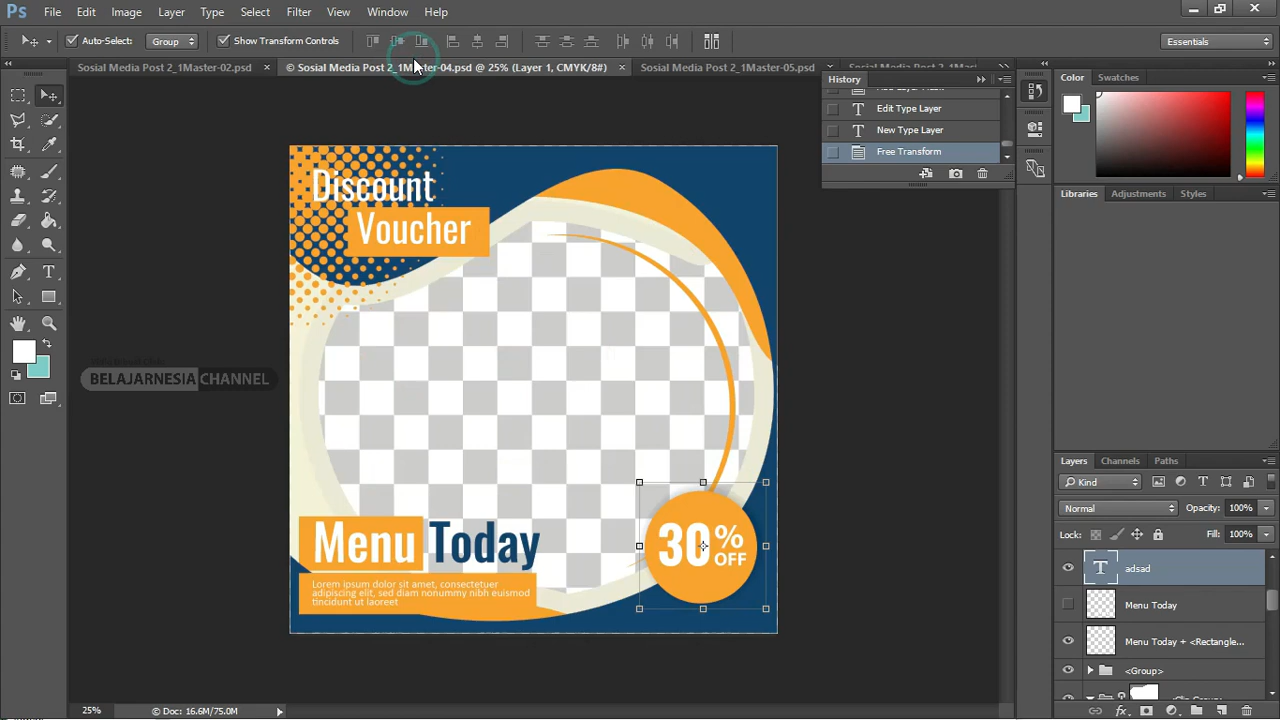 Ps File Edit Image Layer Type Select Filter View Window Help
Auto-Select: Group Show Transform Controls Essentials
Sosial Media Post 2_1Master-02.psd × © Sosial Media Post 2_1Master-04.psd @ 25% (Layer 1, CMYK/8#) × Sosial Media Post 2_1Master-05.psd
History
Edit Type Layer
New Type Layer
Free Transform
Color Swatches
Libraries Adjustments Styles
Discount
Voucher
BELAJARNESIA CHANNEL
Menu Today
Lorem ipsum dolor sit amet, consectetuer
adipiscing elit, sed diam nonummy nibh euismod
tincidunt ut laoreet
30%
OFF
Layers Channels Paths
Kind
Normal Opacity: 100%
Lock: Fill: 100%
adsad
Menu Today
Menu Today + <Rectangle...
<Group>
25% © Doc: 16.6M/75.0M